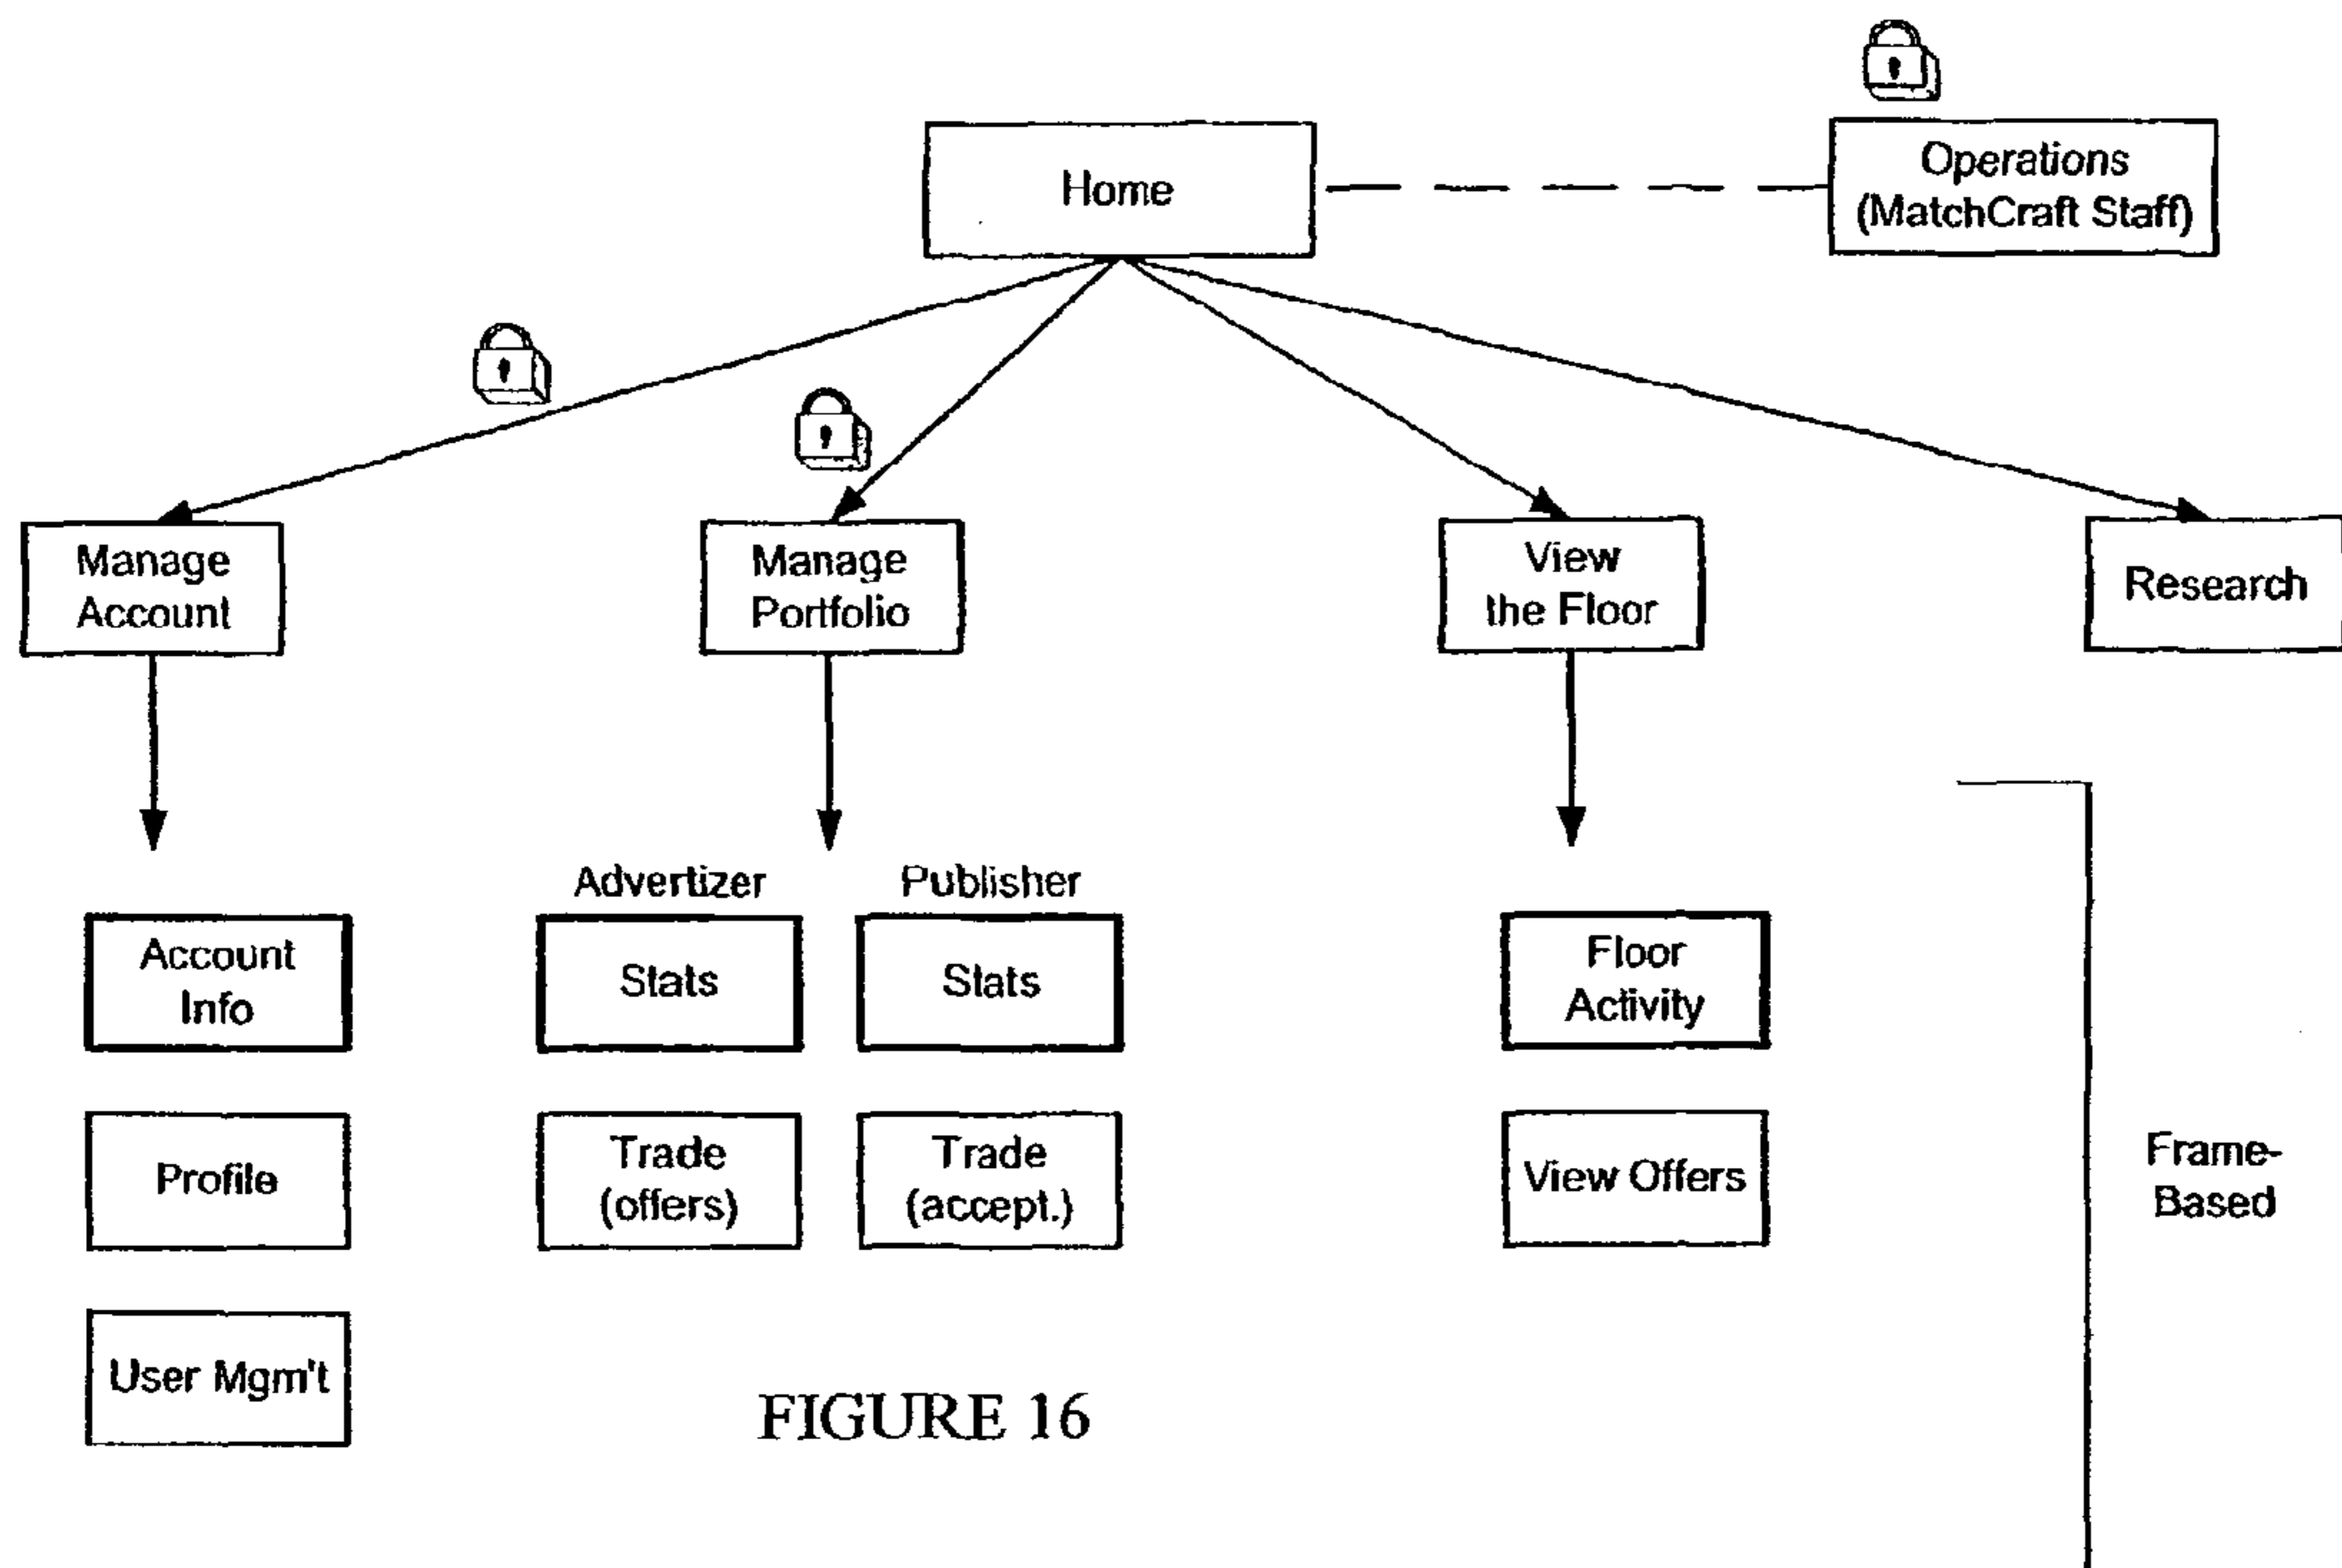 Home
Operations
(MatchCraft Staff)
Manage
Account
Manage
Portfolio
View
the Floor
Research
Advertizer
Publisher
Account
Info
Stats
Stats
Floor
Activity
Profile
Trade
(offers)
Trade
(accept.)
View Offers
Frame-
Based
User Mgm't
FIGURE 16